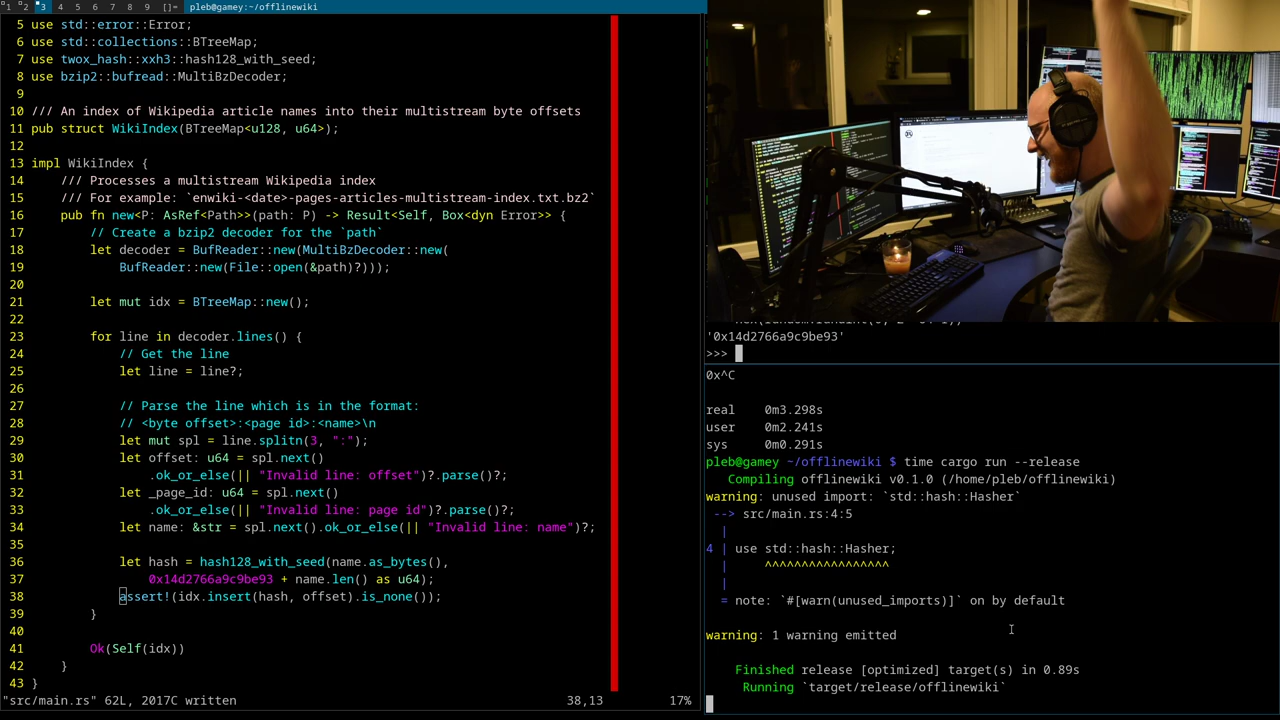 1 2 3 4 5 6 7 8 9 []= pleb@gamey:~/offlinewiki
5 use std::error::Error;
6 use std::collections::BTreeMap;
7 use twox_hash::xxh3::hash128_with_seed;
8 use bzip2::bufread::MultiBzDecoder;
9
10 /// An index of Wikipedia article names into their multistream byte offsets
11 pub struct WikiIndex(BTreeMap<u128, u64>);
12
13 impl WikiIndex {
14 /// Processes a multistream Wikipedia index
15 /// For example: `enwiki-<date>-pages-articles-multistream-index.txt.bz2`
16 pub fn new<P: AsRef<Path>>(path: P) -> Result<Self, Box<dyn Error>> {
17 // Create a bzip2 decoder for the `path`
18 let decoder = BufReader::new(MultiBzDecoder::new(
19 BufReader::new(File::open(&path)?)));
20
21 let mut idx = BTreeMap::new();
22
23 for line in decoder.lines() {
24 // Get the line
25 let line = line?;
26
27 // Parse the line which is in the format:
28 // <byte offset>:<page id>:<name>\n
29 let mut spl = line.splitn(3, ":");
30 let offset: u64 = spl.next()
31 .ok_or_else(|| "Invalid line: offset")?.parse()?;
32 let _page_id: u64 = spl.next()
33 .ok_or_else(|| "Invalid line: page id")?.parse()?;
34 let name: &str = spl.next().ok_or_else(|| "Invalid line: name")?;
35
36 let hash = hash128_with_seed(name.as_bytes(),
37 0x14d2766a9c9be93 + name.len() as u64);
38 assert!(idx.insert(hash, offset).is_none());
39 }
40
41 Ok(Self(idx))
42 }
43 }
"src/main.rs" 62L, 2017C written 38,13 17%
'0x14d2766a9c9be93'
>>>
0x^C
real 0m3.298s
user 0m2.241s
sys 0m0.291s
pleb@gamey ~/offlinewiki $ time cargo run --release
Compiling offlinewiki v0.1.0 (/home/pleb/offlinewiki)
warning: unused import: `std::hash::Hasher`
--> src/main.rs:4:5
|
4 | use std::hash::Hasher;
| ^^^^^^^^^^^^^^^^^
|
= note: `#[warn(unused_imports)]` on by default
warning: 1 warning emitted
Finished release [optimized] target(s) in 0.89s
Running `target/release/offlinewiki`